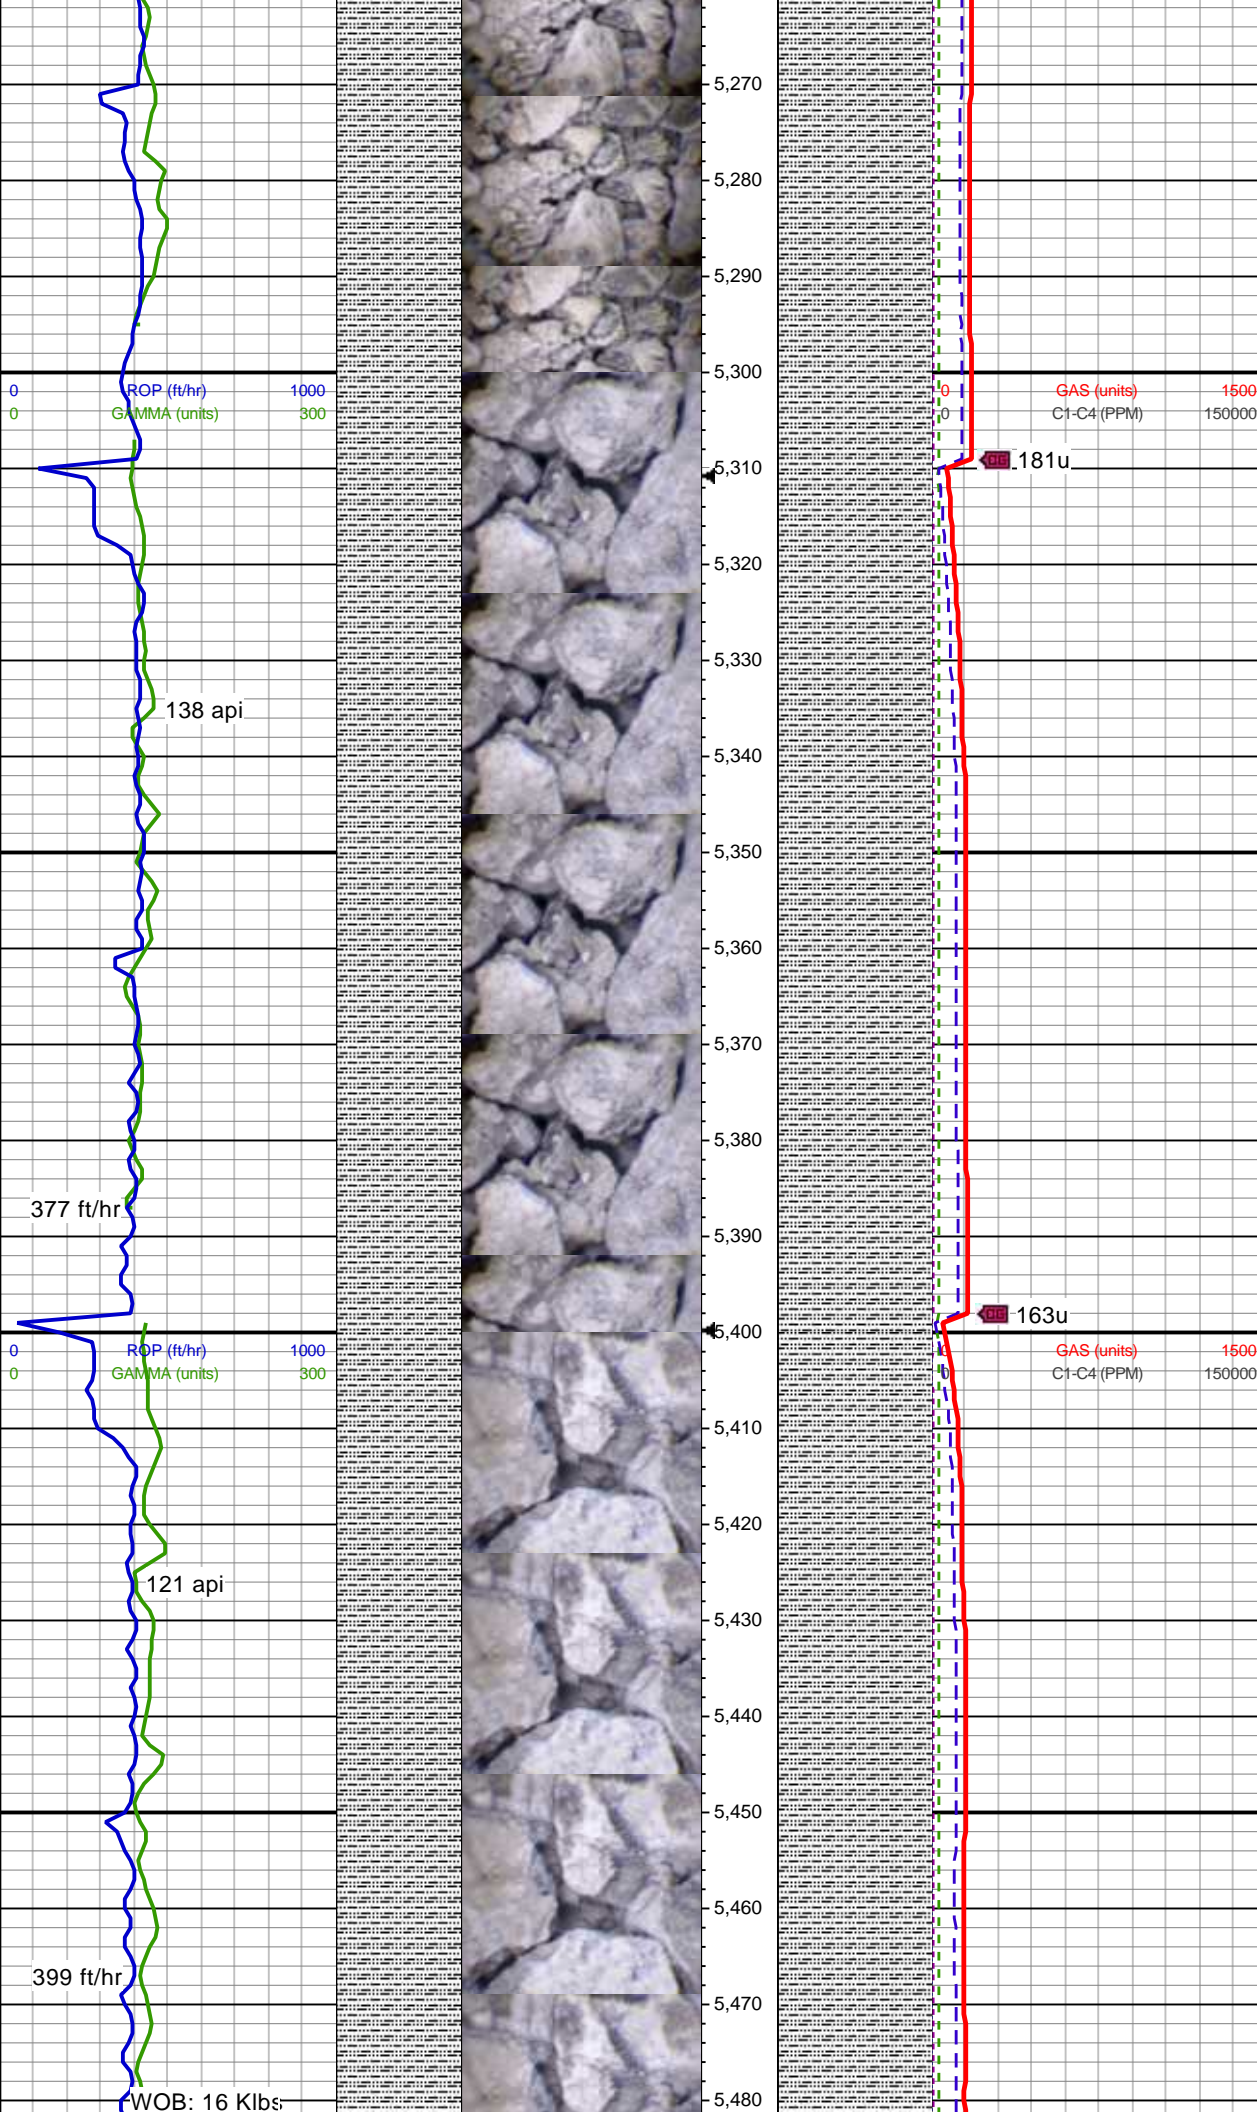 5,270
5,280
5,290
5,300
0 ROP (ft/hr) 1000
0 GAMMA (units) 300
0 GAS (units) 1500
0 C1-C4 (PPM) 150000
CG 181u
5,310
5,320
5,330
138 api
5,340
5,350
5,360
5,370
5,380
377 ft/hr
5,390
CG 163u
5,400
0 ROP (ft/hr) 1000
0 GAMMA (units) 300
0 GAS (units) 1500
0 C1-C4 (PPM) 150000
5,410
5,420
121 api
5,430
5,440
5,450
5,460
399 ft/hr
5,470
5,480
WOB: 16 Klbs